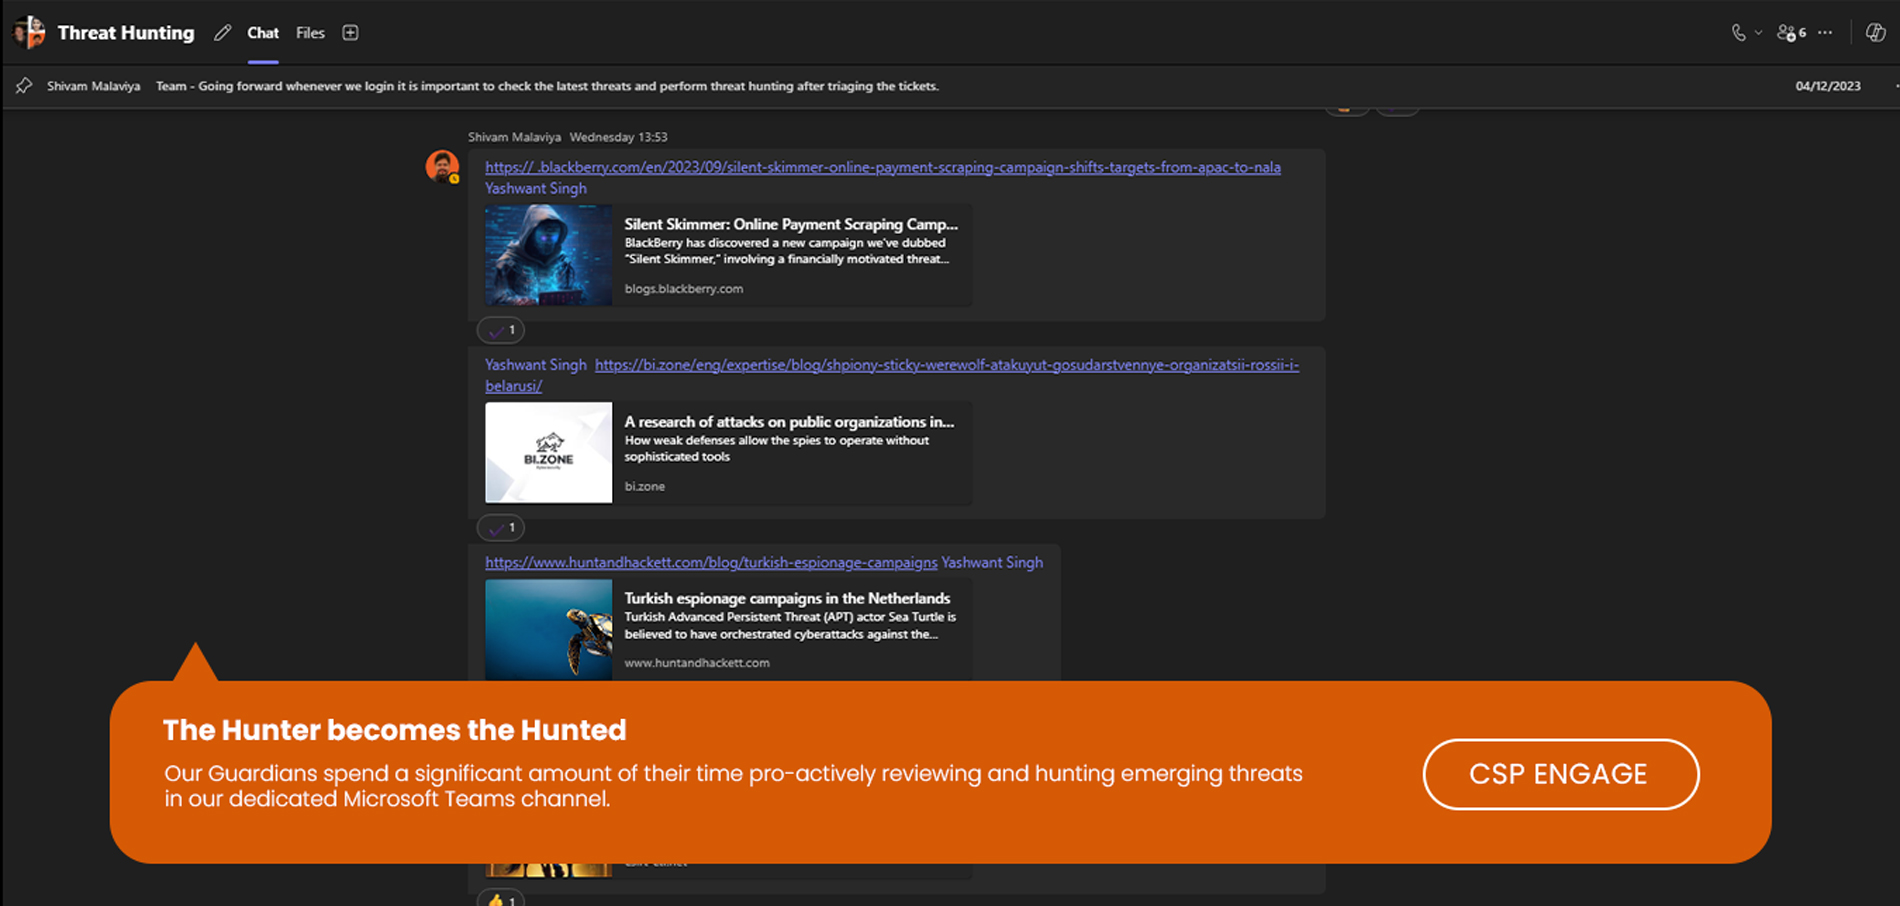 Threat Hunting Chat Files 6
Shivam Malaviya Team - Going forward whenever we login it is important to check the latest threats and perform threat hunting after triaging the tickets. 04/12/2023
Shivam Malaviya Wednesday 13:53
https:// .blackberry.com/en/2023/09/silent-skimmer-online-payment-scraping-campaign-shifts-targets-from-apac-to-nala
Yashwant Singh
Silent Skimmer: Online Payment Scraping Camp...
BlackBerry has discovered a new campaign we've dubbed
“Silent Skimmer,” involving a financially motivated threat...
blogs.blackberry.com
1
Yashwant Singh https://bi.zone/eng/expertise/blog/shpiony-sticky-werewolf-atakuyut-gosudarstvennye-organizatsii-rossii-i-
belarusi/
A research of attacks on public organizations in...
How weak defenses allow the spies to operate without
sophisticated tools
BI.ZONE
bi.zone
1
https://www.huntandhackett.com/blog/turkish-espionage-campaigns Yashwant Singh
Turkish espionage campaigns in the Netherlands
Turkish Advanced Persistent Threat (APT) actor Sea Turtle is
believed to have orchestrated cyberattacks against the...
www.huntandhackett.com
The Hunter becomes the Hunted
Our Guardians spend a significant amount of their time pro-actively reviewing and hunting emerging threats
in our dedicated Microsoft Teams channel.
CSP ENGAGE
1